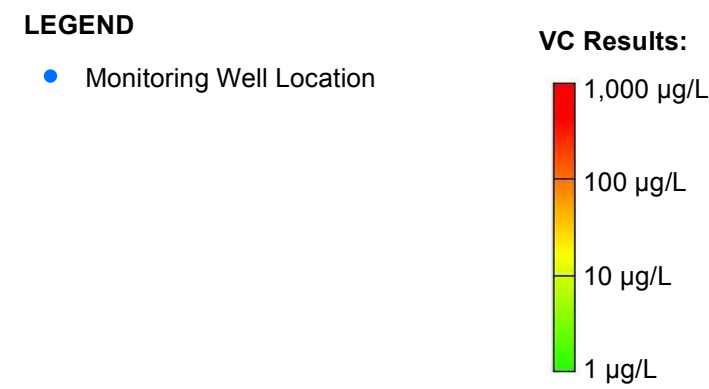 LEGEND
Monitoring Well Location
VC Results:
1,000 µg/L
100 µg/L
10 µg/L
1 µg/L